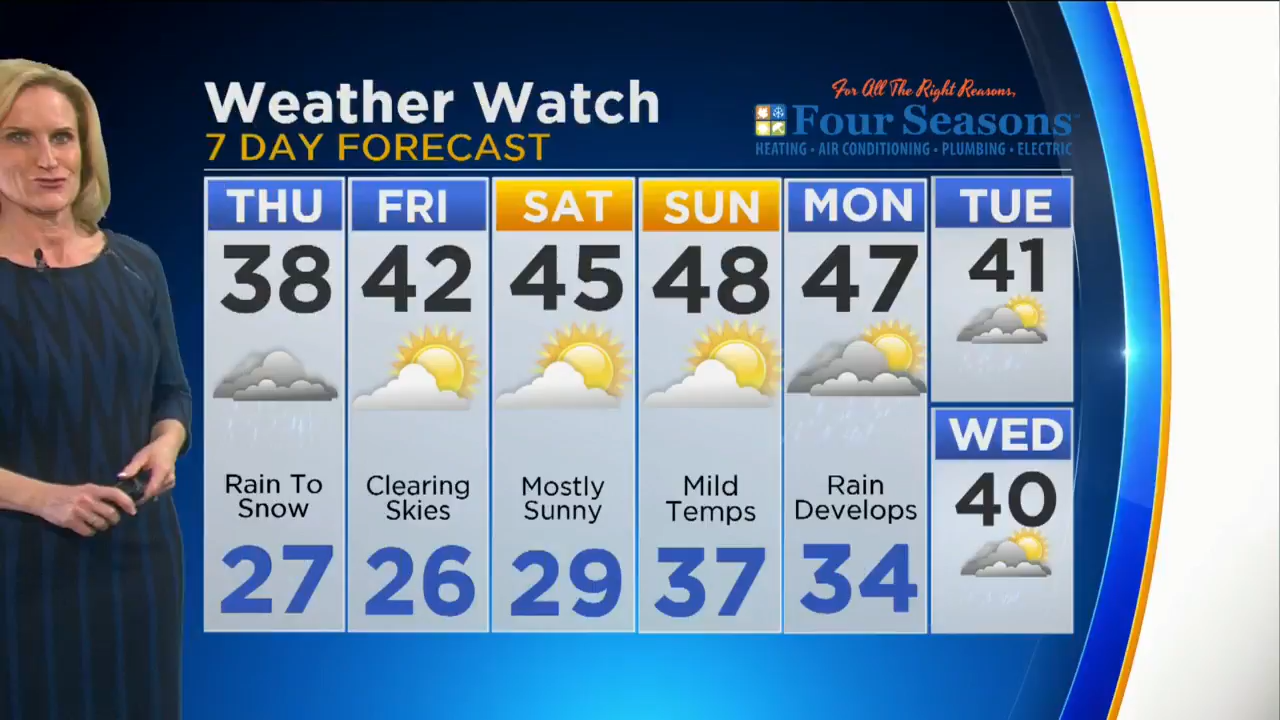 Weather Watch
7 DAY FORECAST
For All The Right Reasons.
Four Seasons
HEATING • AIR CONDITIONING • PLUMBING • ELECTRIC
THU
38
Rain To
Snow
27
FRI
42
Clearing
Skies
26
SAT
45
Mostly
Sunny
29
SUN
48
Mild
Temps
37
MON
47
Rain
Develops
34
TUE
41
WED
40